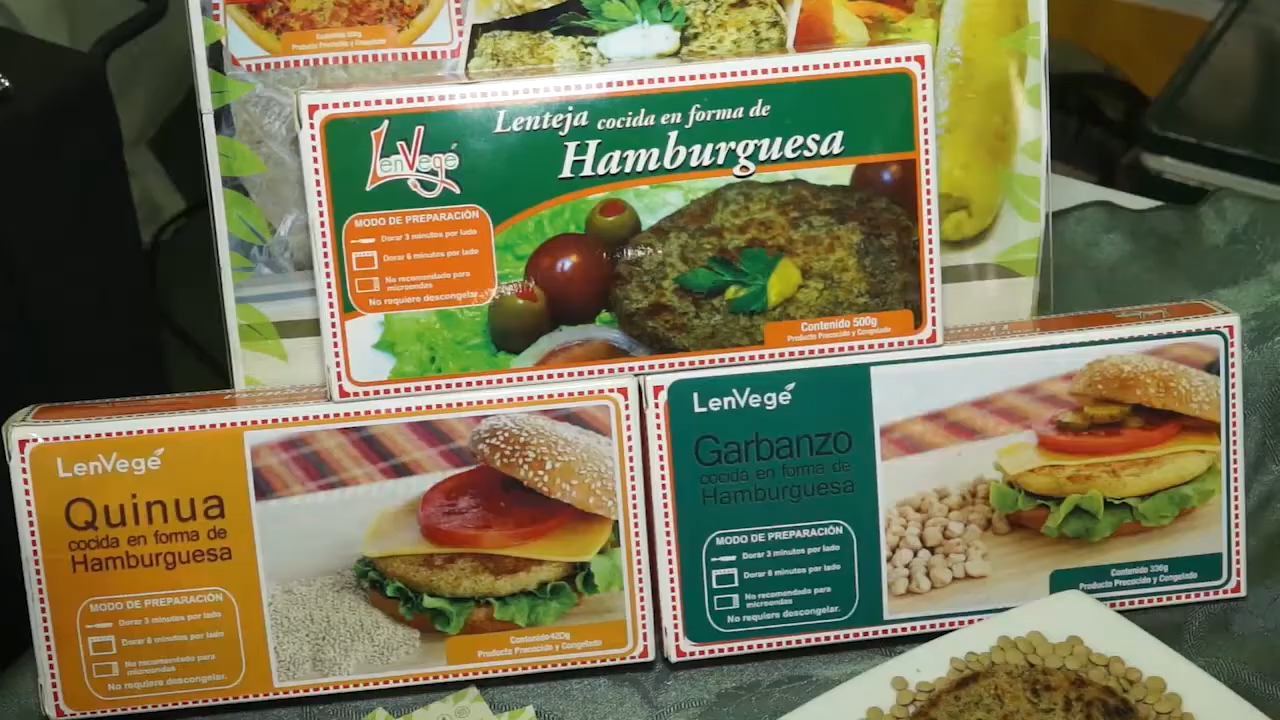 Producto Precocido y Congelado
LenVegé
Lenteja cocida en forma de
Hamburguesa
MODO DE PREPARACIÓN
Dorar 3 minutos por lado
Dorar 6 minutos por lado
No recomendado para
microondas
No requiere descongelar.
Contenido 500g
Producto Precocido y Congelado
LenVegé
Quinua
cocida en forma de
Hamburguesa
MODO DE PREPARACIÓN
Dorar 3 minutos por lado
Dorar 6 minutos por lado
No recomendado para
microondas
No requiere descongelar.
Contenido 420g
Producto Precocido y Congelado
LenVegé
Garbanzo
cocida en forma de
Hamburguesa
MODO DE PREPARACIÓN
Dorar 3 minutos por lado
Dorar 6 minutos por lado
No recomendado para
microondas
No requiere descongelar.
Contenido 336g
Producto Precocido y Congelado